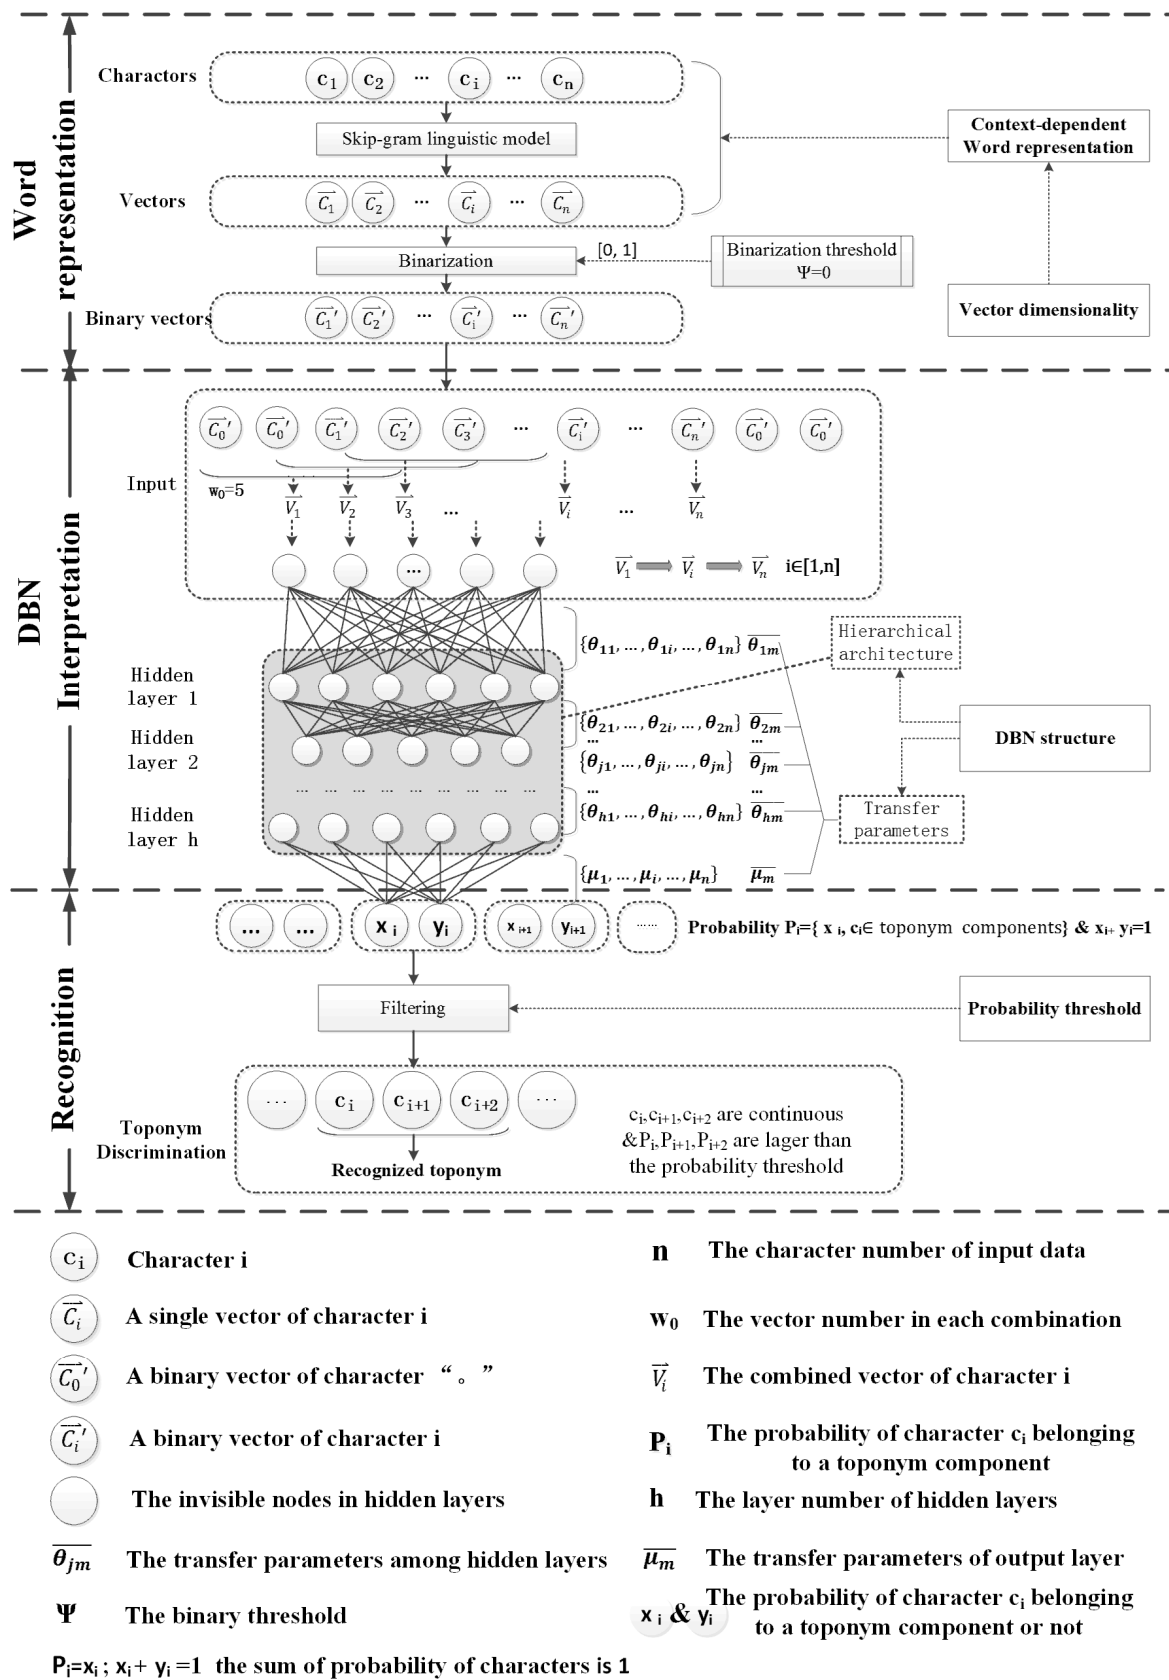 Word
representation
Charactors
c1 c2 ... ci ... cn
Skip-gram linguistic model
Context-dependent
Word representation
Vectors
C1 C2 ... Ci ... Cn
Binarization
[0, 1]
Binarization threshold
Ψ=0
Vector dimensionality
Binary vectors
C1′ C2′ ... Ci′ ... Cn′
DBN
Interpretation
Input
C0′ C0′ C1′ C2′ C3′ ... Ci′ ... Cn′ C0′ C0′
w0=5
V1 V2 V3 ... Vi ... Vn
...
V1 Vi Vn i∈[1,n]
{θ11, ..., θ1i, ..., θ1n} θ1m
Hierarchical
architecture
Hidden
layer 1
{θ21, ..., θ2i, ..., θ2n} θ2m
... ...
DBN structure
Hidden
layer 2
{θj1, ..., θji, ..., θjn} θjm
... ...
... ... ... ... ... ...
Hidden
layer h
{θh1, ..., θhi, ..., θhn} θhm
Transfer
parameters
{μ1, ..., μi, ..., μn} μm
Recognition
... ... xi yi xi+1 yi+1 ......
Probability Pi={ x i, ci∈ toponym components} & xi+ yi=1
Filtering
Probability threshold
Toponym
Discrimination
... ci ci+1 ci+2 ...
Recognized toponym
ci,ci+1,ci+2 are continuous
&Pi,Pi+1,Pi+2 are lager than
the probability threshold
ci Character i
n The character number of input data
Ci A single vector of character i
w0 The vector number in each combination
C0′ A binary vector of character “。”
Vi The combined vector of character i
Ci′ A binary vector of character i
Pi The probability of character ci belonging
to a toponym component
The invisible nodes in hidden layers
h The layer number of hidden layers
θjm The transfer parameters among hidden layers
μm The transfer parameters of output layer
Ψ The binary threshold
xi & yi The probability of character ci belonging
to a toponym component or not
Pi=xi ; xi + yi =1 the sum of probability of characters is 1